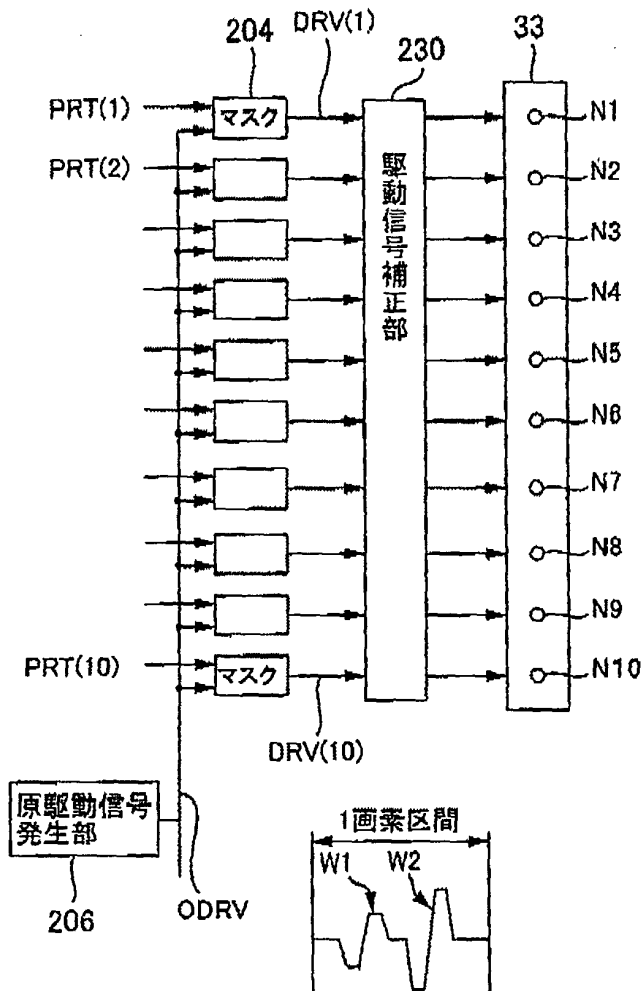 204
DRV(1)
230
33
PRT(1)
マスク
N1
PRT(2)
N2
駆動信号補正部
N3
N4
N5
N6
N7
N8
N9
PRT(10)
マスク
N10
DRV(10)
原駆動信号
発生部
206
ODRV
1画素区間
W1
W2